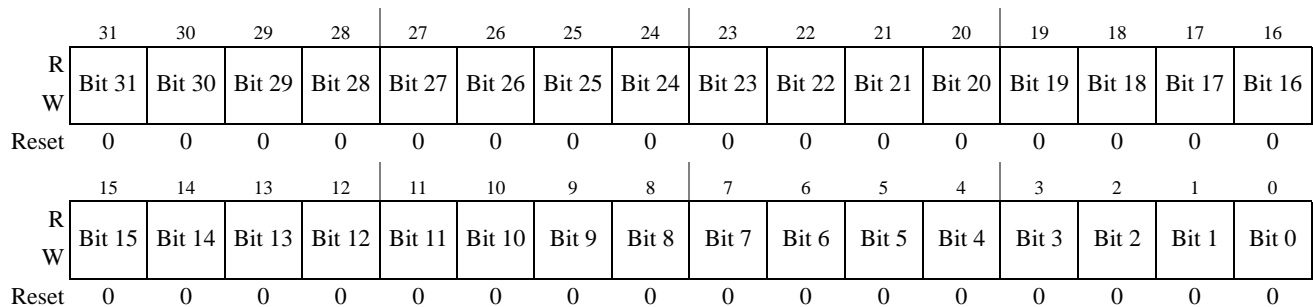 31 30 29 28 27 26 25 24 23 22 21 20 19 18 17 16
R
Bit 31 Bit 30 Bit 29 Bit 28 Bit 27 Bit 26 Bit 25 Bit 24 Bit 23 Bit 22 Bit 21 Bit 20 Bit 19 Bit 18 Bit 17 Bit 16
W
Reset 0 0 0 0 0 0 0 0 0 0 0 0 0 0 0 0
15 14 13 12 11 10 9 8 7 6 5 4 3 2 1 0
R
Bit 15 Bit 14 Bit 13 Bit 12 Bit 11 Bit 10 Bit 9 Bit 8 Bit 7 Bit 6 Bit 5 Bit 4 Bit 3 Bit 2 Bit 1 Bit 0
W
Reset 0 0 0 0 0 0 0 0 0 0 0 0 0 0 0 0